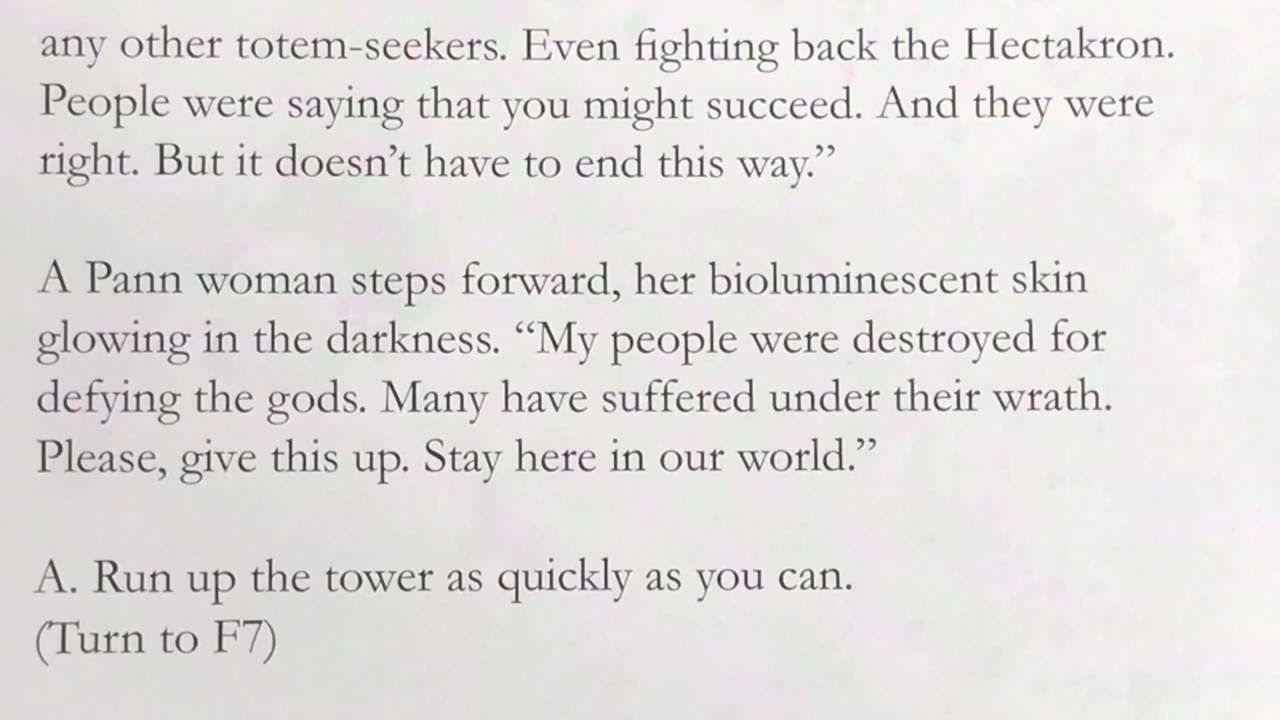 any other totem-seekers. Even fighting back the Hectakron.
People were saying that you might succeed. And they were
right. But it doesn’t have to end this way.”
A Pann woman steps forward, her bioluminescent skin
glowing in the darkness. “My people were destroyed for
defying the gods. Many have suffered under their wrath.
Please, give this up. Stay here in our world.”
A. Run up the tower as quickly as you can.
(Turn to F7)